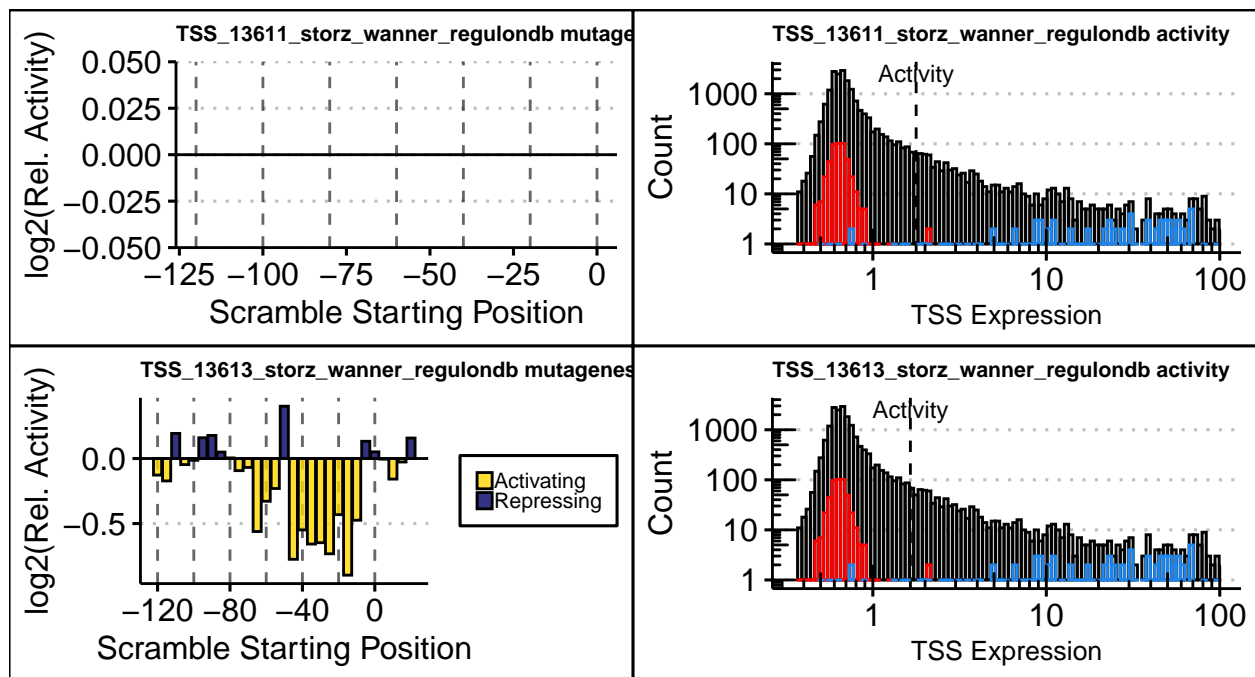 TSS_13611_storz_wanner_regulondb mutage
log2(Rel. Activity)
0.050
0.025
0.000
−0.025
−0.050
−125 −100 −75 −50 −25 0
Scramble Starting Position
TSS_13611_storz_wanner_regulondb activity
Activity
Count
1000
100
10
1
1 10 100
TSS Expression
TSS_13613_storz_wanner_regulondb mutagenes
log2(Rel. Activity)
0.0
−0.5
−120 −80 −40 0
Scramble Starting Position
Activating
Repressing
TSS_13613_storz_wanner_regulondb activity
Activity
Count
1000
100
10
1
1 10 100
TSS Expression